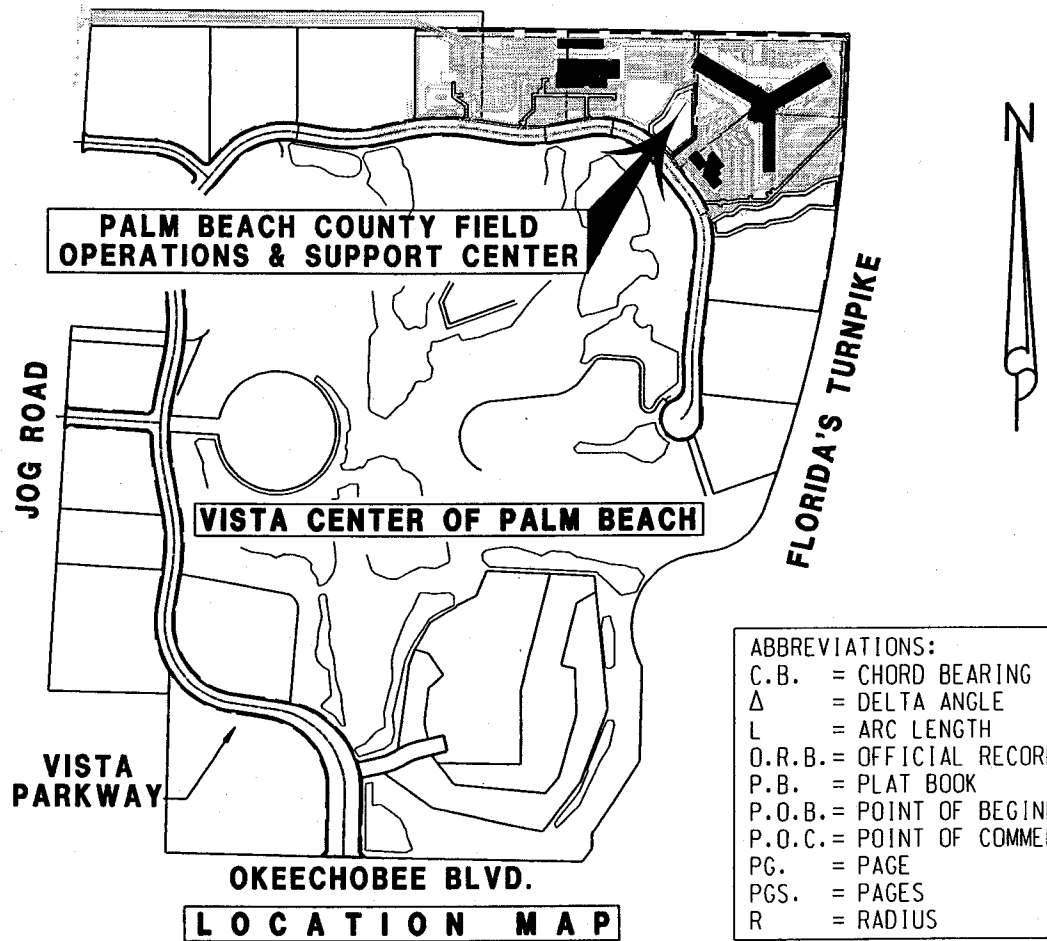 N
PALM BEACH COUNTY FIELD
OPERATIONS & SUPPORT CENTER
FLORIDA'S TURNPIKE
JOG ROAD
VISTA CENTER OF PALM BEACH
VISTA
PARKWAY
OKEECHOBEE BLVD.
LOCATION MAP
ABBREVIATIONS:
C.B. = CHORD BEARING
Δ = DELTA ANGLE
L = ARC LENGTH
O.R.B. = OFFICIAL RECOR
P.B. = PLAT BOOK
P.O.B. = POINT OF BEGIN
P.O.C. = POINT OF COMME
PG. = PAGE
PGS. = PAGES
R = RADIUS